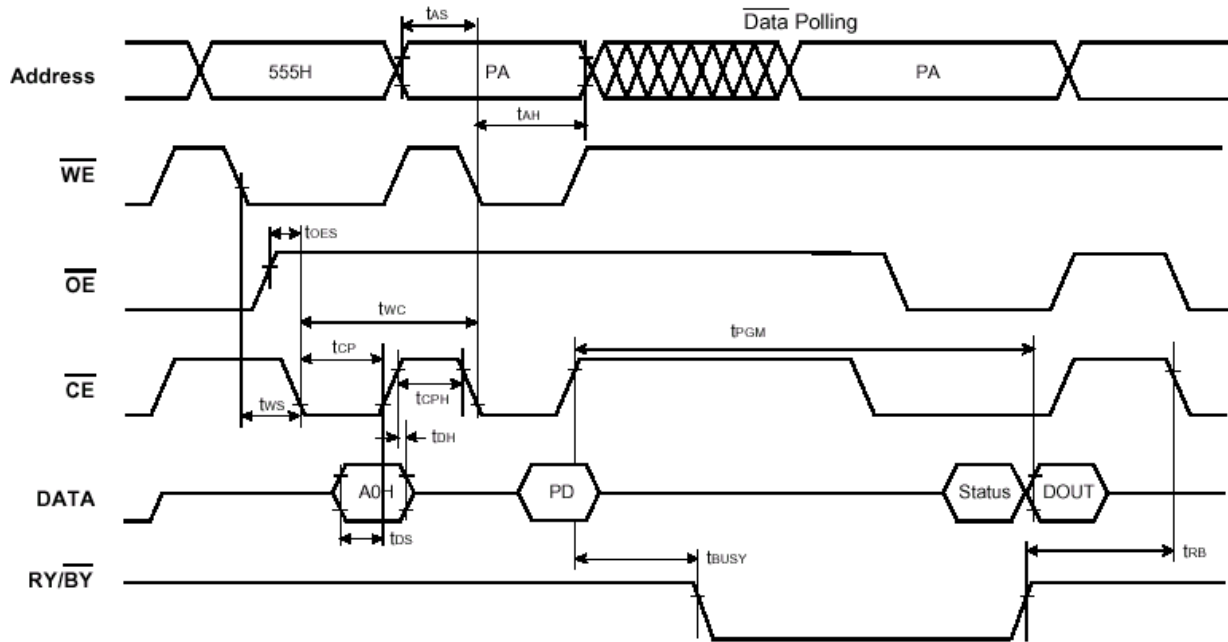 tAS
Data Polling
Address
555H
PA
PA
tAH
WE
tOES
OE
tWC
tPGM
tCP
CE
tCPH
tWS
tDH
DATA
A0H
PD
Status
DOUT
tDS
tBUSY
tRB
RY/BY